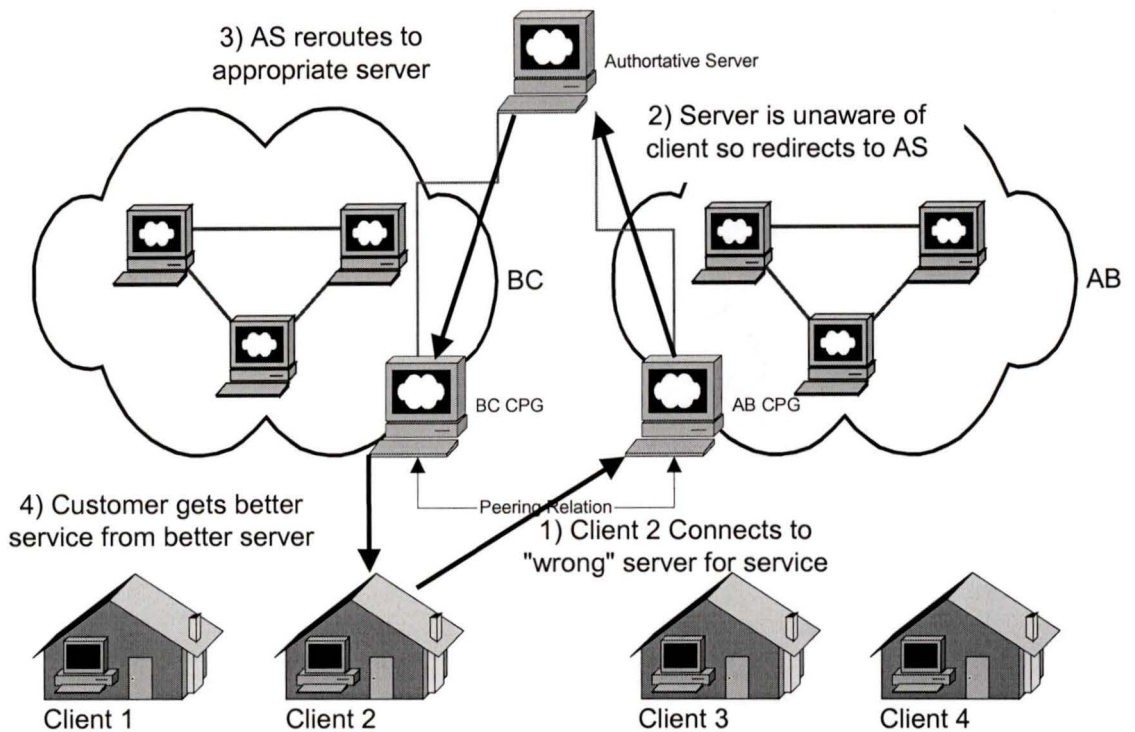 3) AS reroutes to
appropriate server
Authortative Server
2) Server is unaware of
client so redirects to AS
BC
AB
BC CPG
AB CPG
4) Customer gets better
service from better server
Peering Relation
1) Client 2 Connects to
"wrong" server for service
Client 1
Client 2
Client 3
Client 4